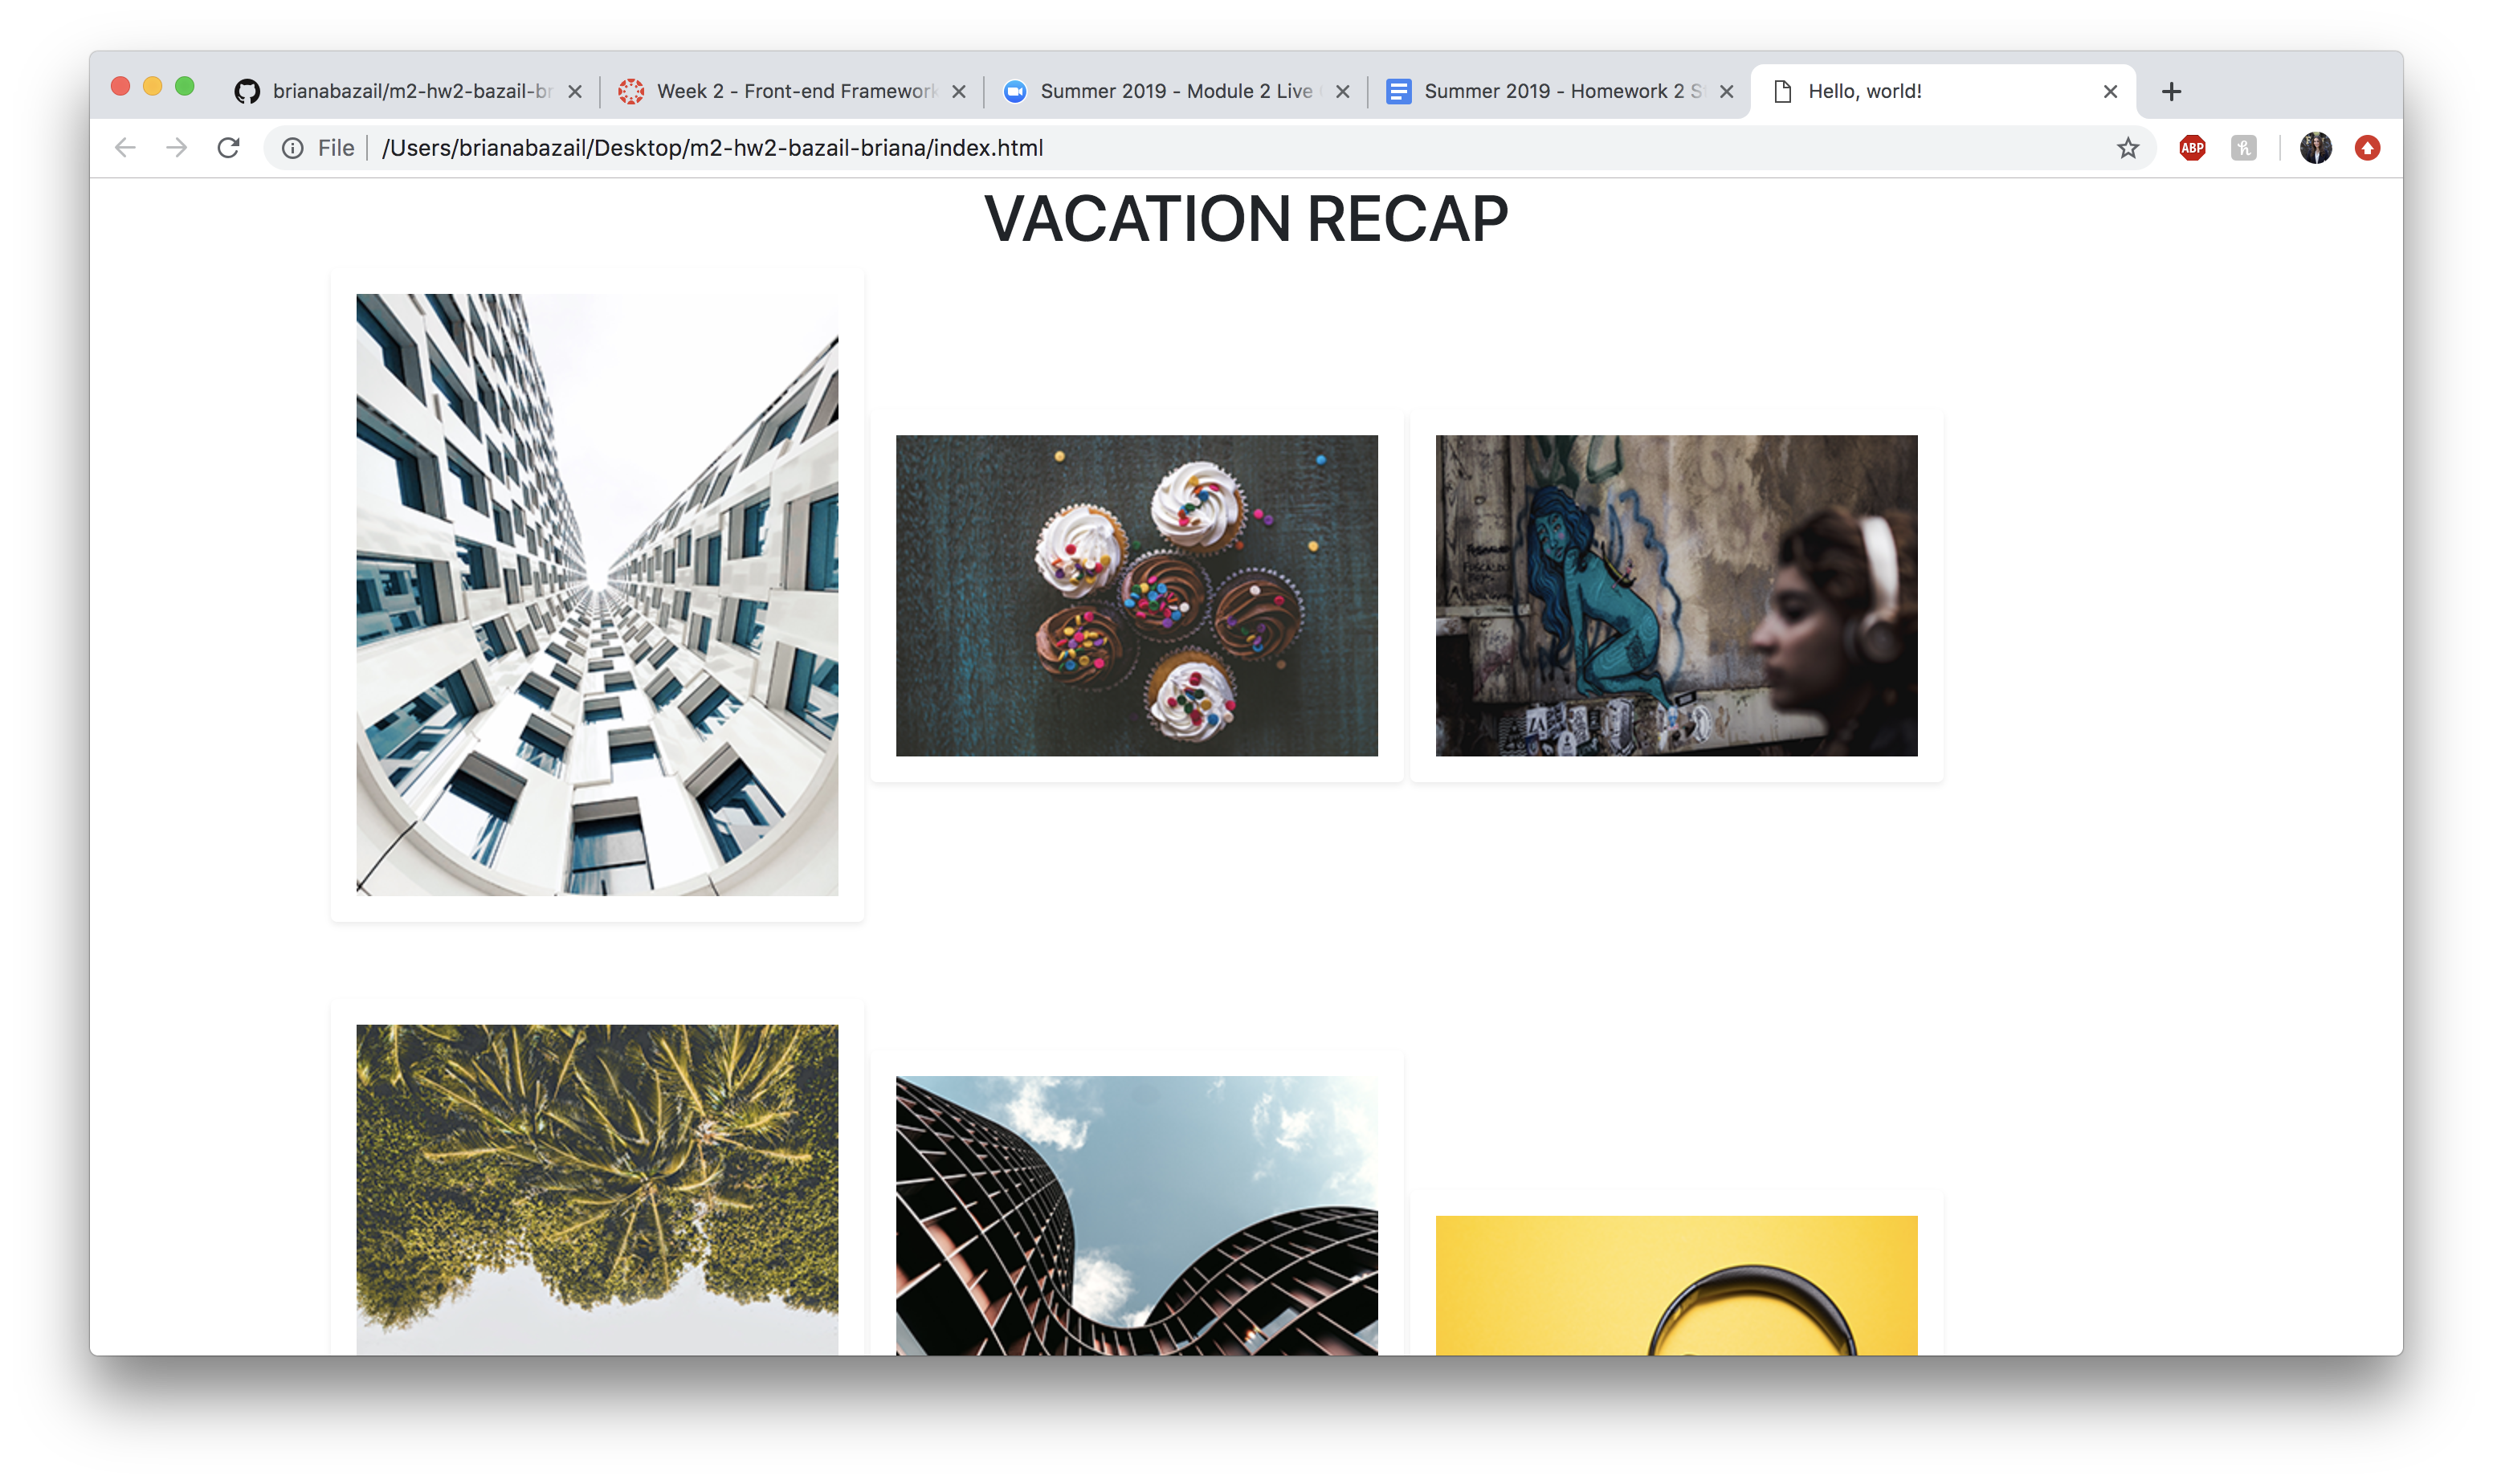 brianabazail/m2-hw2-bazail-br
Week 2 - Front-end Framework
Summer 2019 - Module 2 Live
Summer 2019 - Homework 2 S
Hello, world!
File /Users/brianabazail/Desktop/m2-hw2-bazail-briana/index.html
ABP
VACATION RECAP